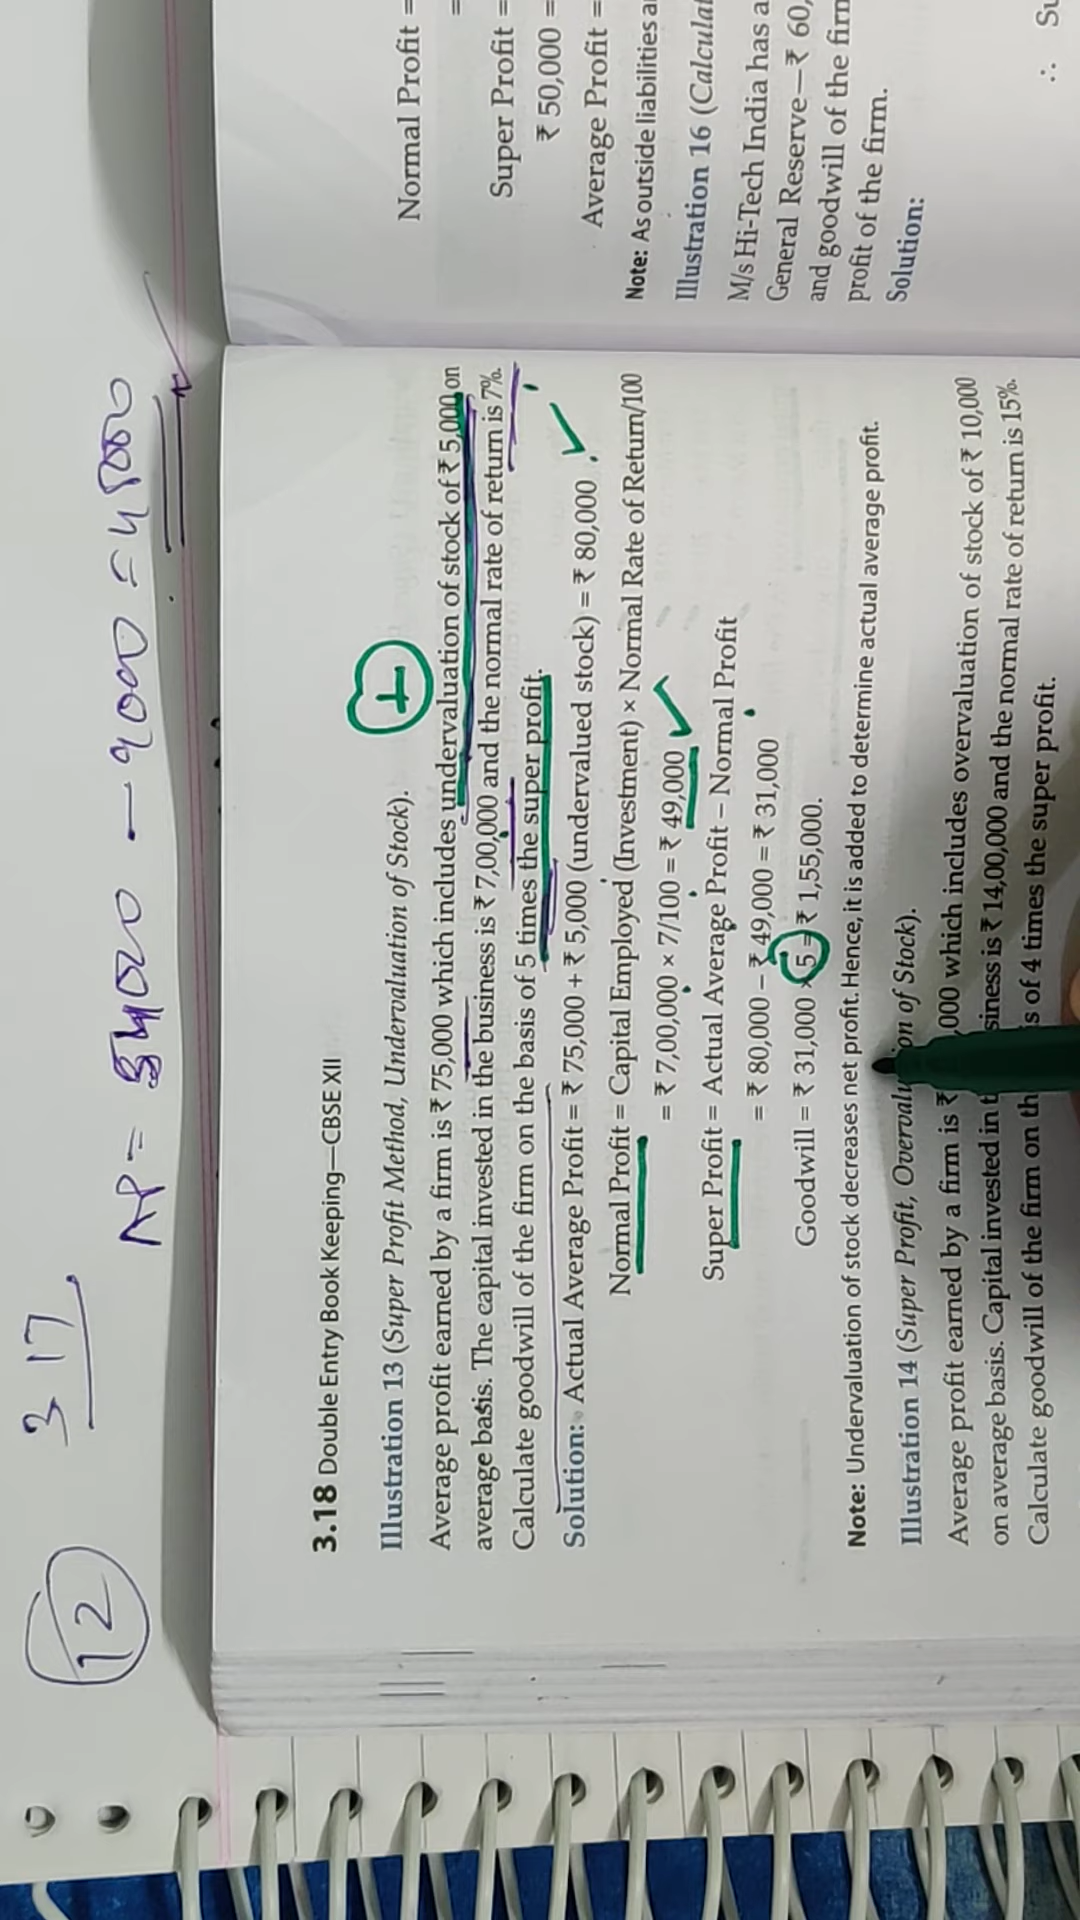 12
3 17
AP = 54000 - 9000 = 45000
3.18 Double Entry Book Keeping—CBSE XII
Illustration 13 (Super Profit Method, Undervaluation of Stock).
+
Average profit earned by a firm is ₹ 75,000 which includes undervaluation of stock of ₹ 5,000 on
average basis. The capital invested in the business is ₹ 7,00,000 and the normal rate of return is 7%.
Calculate goodwill of the firm on the basis of 5 times the super profit.
Solution: Actual Average Profit = ₹ 75,000 + ₹ 5,000 (undervalued stock) = ₹ 80,000
Normal Profit = Capital Employed (Investment) × Normal Rate of Return/100
= ₹ 7,00,000 × 7/100 = ₹ 49,000
Super Profit = Actual Average Profit – Normal Profit
= ₹ 80,000 – ₹ 49,000 = ₹ 31,000
Goodwill = ₹ 31,000 × 5 = ₹ 1,55,000.
Note: Undervaluation of stock decreases net profit. Hence, it is added to determine actual average profit.
Illustration 14 (Super Profit, Overvaluation of Stock).
Average profit earned by a firm is ₹ ,000 which includes overvaluation of stock of ₹ 10,000
on average basis. Capital invested in business is ₹ 14,00,000 and the normal rate of return is 15%.
Calculate goodwill of the firm on of 4 times the super profit.
Normal Profit =
=
Super Profit =
₹ 50,000 =
Average Profit =
Note: As outside liabilities
Illustration 16
M/s Hi-Tech India has a
General Reserve—₹ 60,
and goodwill of the firm
profit of the firm.
Solution:
∴